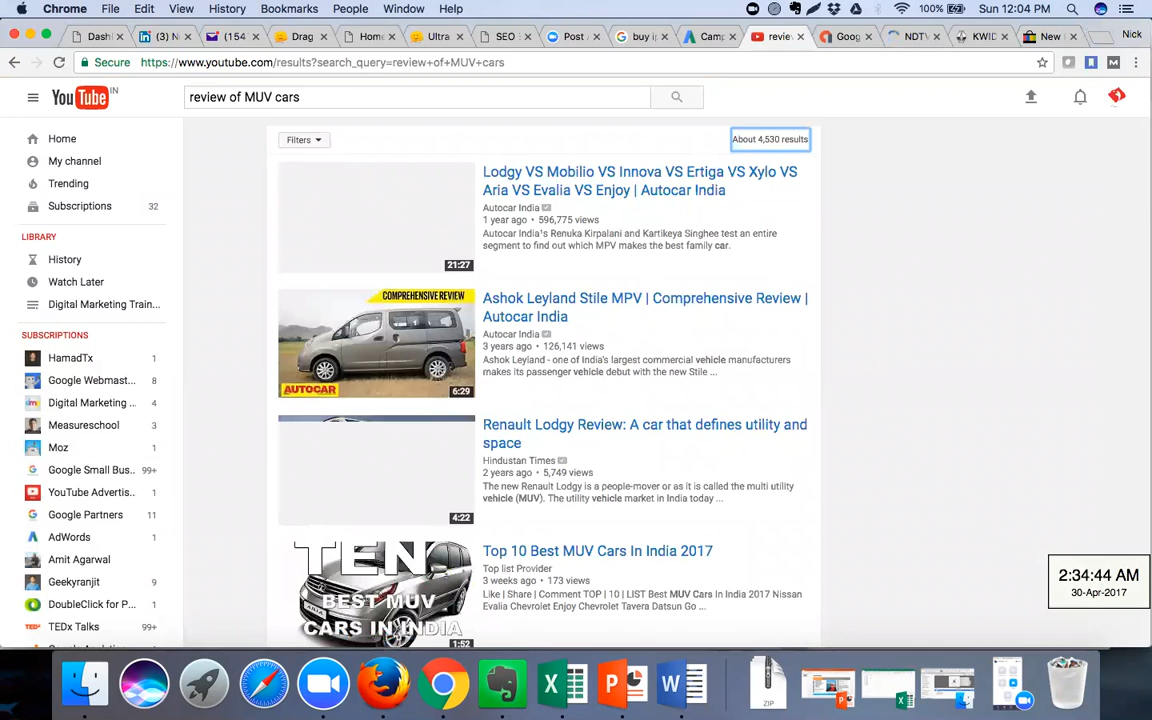 Chrome File Edit View History Bookmarks People Window Help 100% Sun 12:04 PM
Dash| (3) N (154 Drag Home Ultra SEO : Post buy i Camp revie Goog NDTV KWID New Nick
Secure https://www.youtube.com/results?search_query=review+of+MUV+cars
YouTube IN review of MUV cars
Filters About 4,530 results
Home
My channel
Trending
Subscriptions 32
LIBRARY
History
Watch Later
Digital Marketing Train...
SUBSCRIPTIONS
HamadTx 1
Google Webmast... 8
Digital Marketing ... 4
Measureschool 3
Moz 1
Google Small Bus... 99+
YouTube Advertis... 1
Google Partners 11
AdWords 1
Amit Agarwal
Geekyranjit 9
DoubleClick for P... 1
TEDx Talks 99+
21:27
Lodgy VS Mobilio VS Innova VS Ertiga VS Xylo VS
Aria VS Evalia VS Enjoy | Autocar India
Autocar India
1 year ago • 596,775 views
Autocar India's Renuka Kirpalani and Kartikeya Singhee test an entire
segment to find out which MPV makes the best family car.
COMPREHENSIVE REVIEW
AUTOCAR
6:29
Ashok Leyland Stile MPV | Comprehensive Review |
Autocar India
Autocar India
3 years ago • 126,141 views
Ashok Leyland - one of India's largest commercial vehicle manufacturers
makes its passenger vehicle debut with the new Stile ...
4:22
Renault Lodgy Review: A car that defines utility and
space
Hindustan Times
2 years ago • 5,749 views
The new Renault Lodgy is a people-mover or as it is called the multi utility
vehicle (MUV). The utility vehicle market in India today ...
TEN
BEST MUV
CARS IN INDIA
1:52
Top 10 Best MUV Cars In India 2017
Top list Provider
3 weeks ago • 173 views
Like | Share | Comment TOP | 10 | LIST Best MUV Cars In India 2017 Nissan
Evalia Chevrolet Enjoy Chevrolet Tavera Datsun Go ...
2:34:44 AM
30-Apr-2017
ZIP